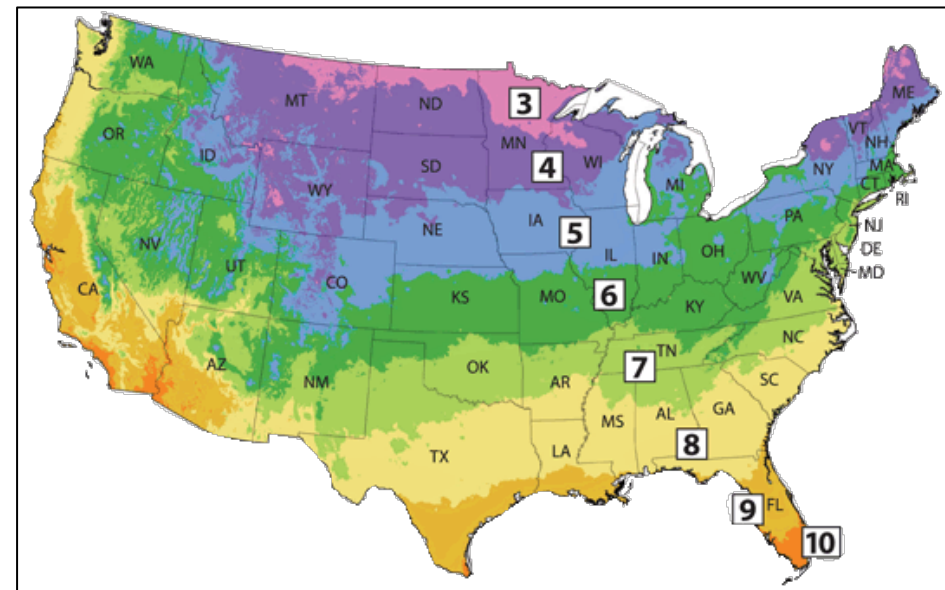 WA
MT
ND
3
ME
OR
MN
VT
NH
ID
4
WI
SD
MI
NY
MA
WY
CT
RI
IA
PA
NE
5
NJ
NV
IL
IN
OH
DE
UT
MD
CO
WV
CA
KS
MO
6
KY
VA
NC
TN
AZ
OK
7
NM
AR
SC
MS
AL
GA
TX
LA
8
9
FL
10